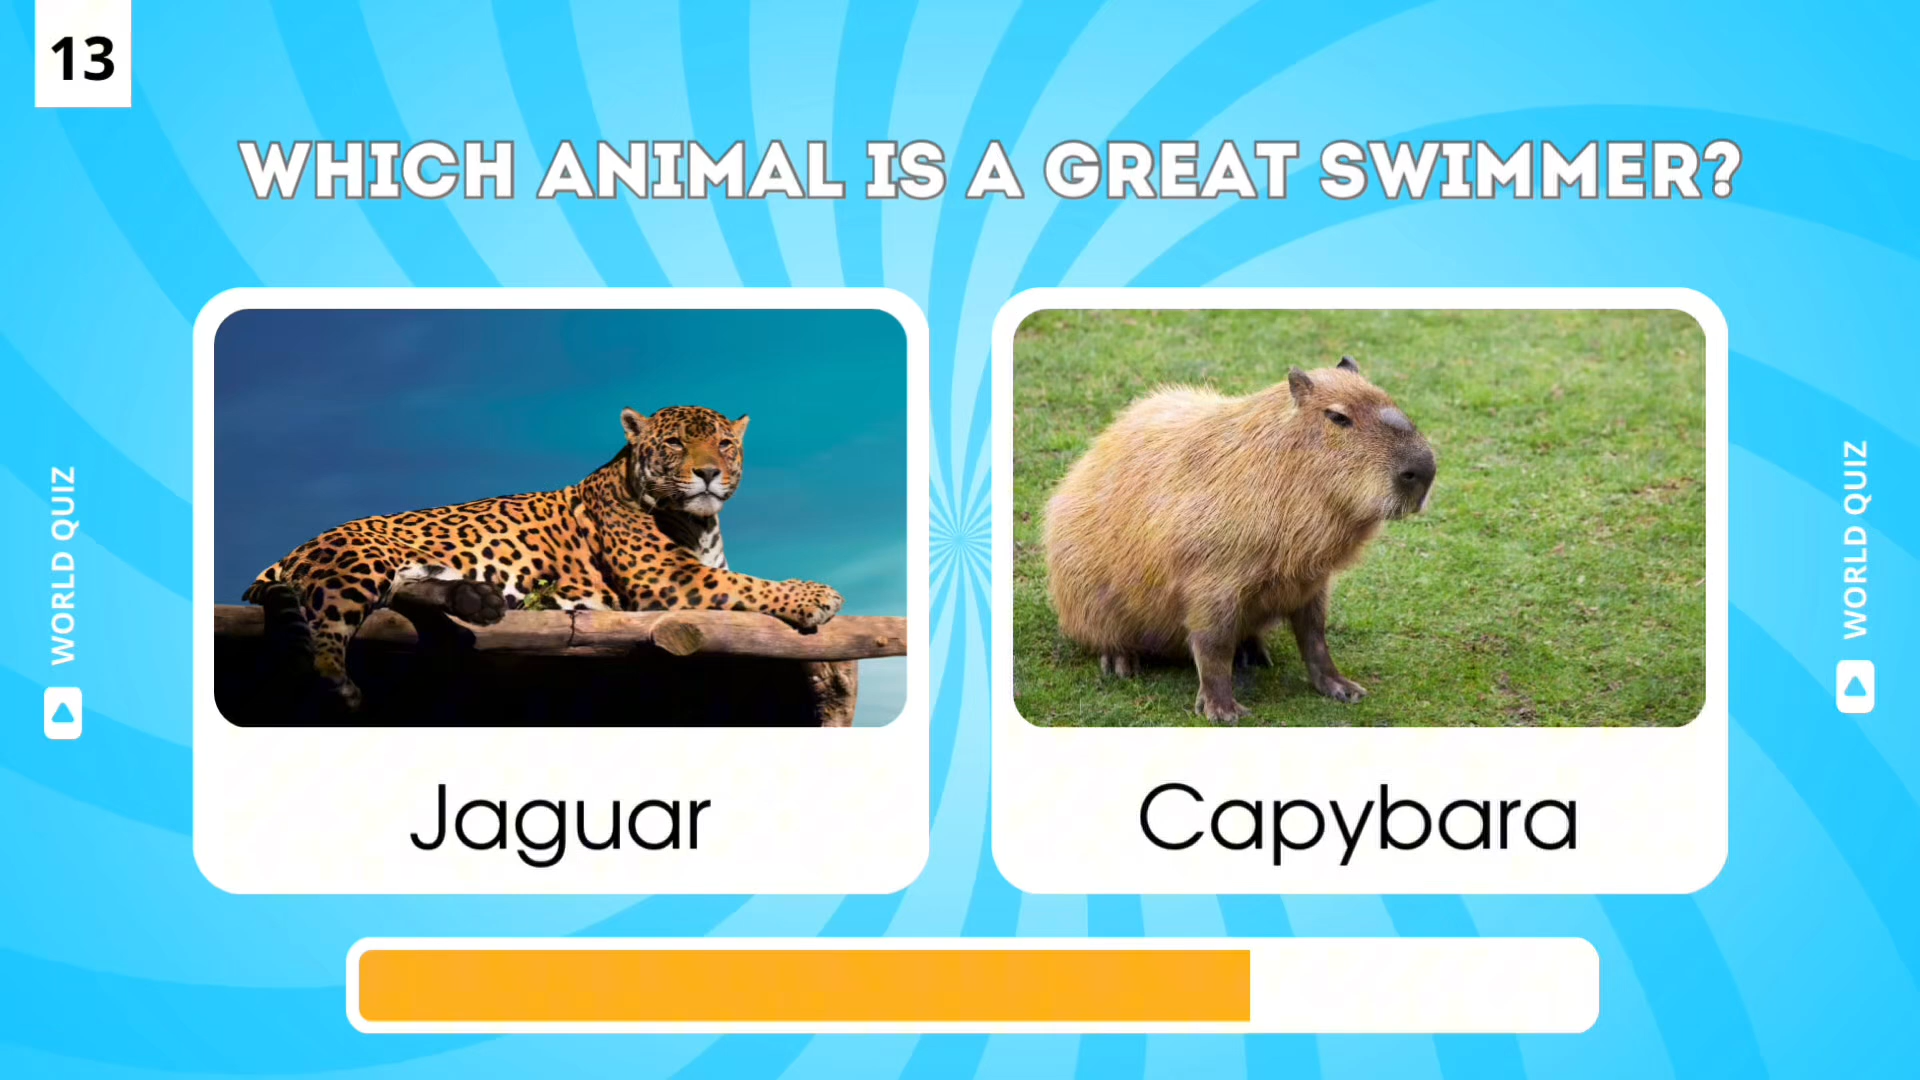 13
WHICH ANIMAL IS A GREAT SWIMMER?
WORLD QUIZ
WORLD QUIZ
Jaguar
Capybara